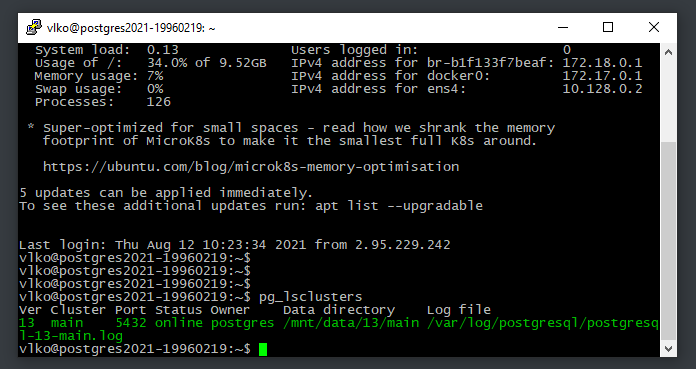 vlko@postgres2021-19960219: ~
System load:  0.13              Users logged in:                  0
Usage of /:   34.0% of 9.52GB   IPv4 address for br-b1f133f7beaf: 172.18.0.1
Memory usage: 7%                IPv4 address for docker0:         172.17.0.1
Swap usage:   0%                IPv4 address for ens4:            10.128.0.2
Processes:    126
* Super-optimized for small spaces - read how we shrank the memory
footprint of MicroK8s to make it the smallest full K8s around.
https://ubuntu.com/blog/microk8s-memory-optimisation
5 updates can be applied immediately.
To see these additional updates run: apt list --upgradable
Last login: Thu Aug 12 10:23:34 2021 from 2.95.229.242
vlko@postgres2021-19960219:~$
vlko@postgres2021-19960219:~$
vlko@postgres2021-19960219:~$
vlko@postgres2021-19960219:~$ pg_lsclusters
Ver Cluster Port Status Owner    Data directory    Log file
13  main    5432 online postgres /mnt/data/13/main /var/log/postgresql/postgresq
l-13-main.log
vlko@postgres2021-19960219:~$